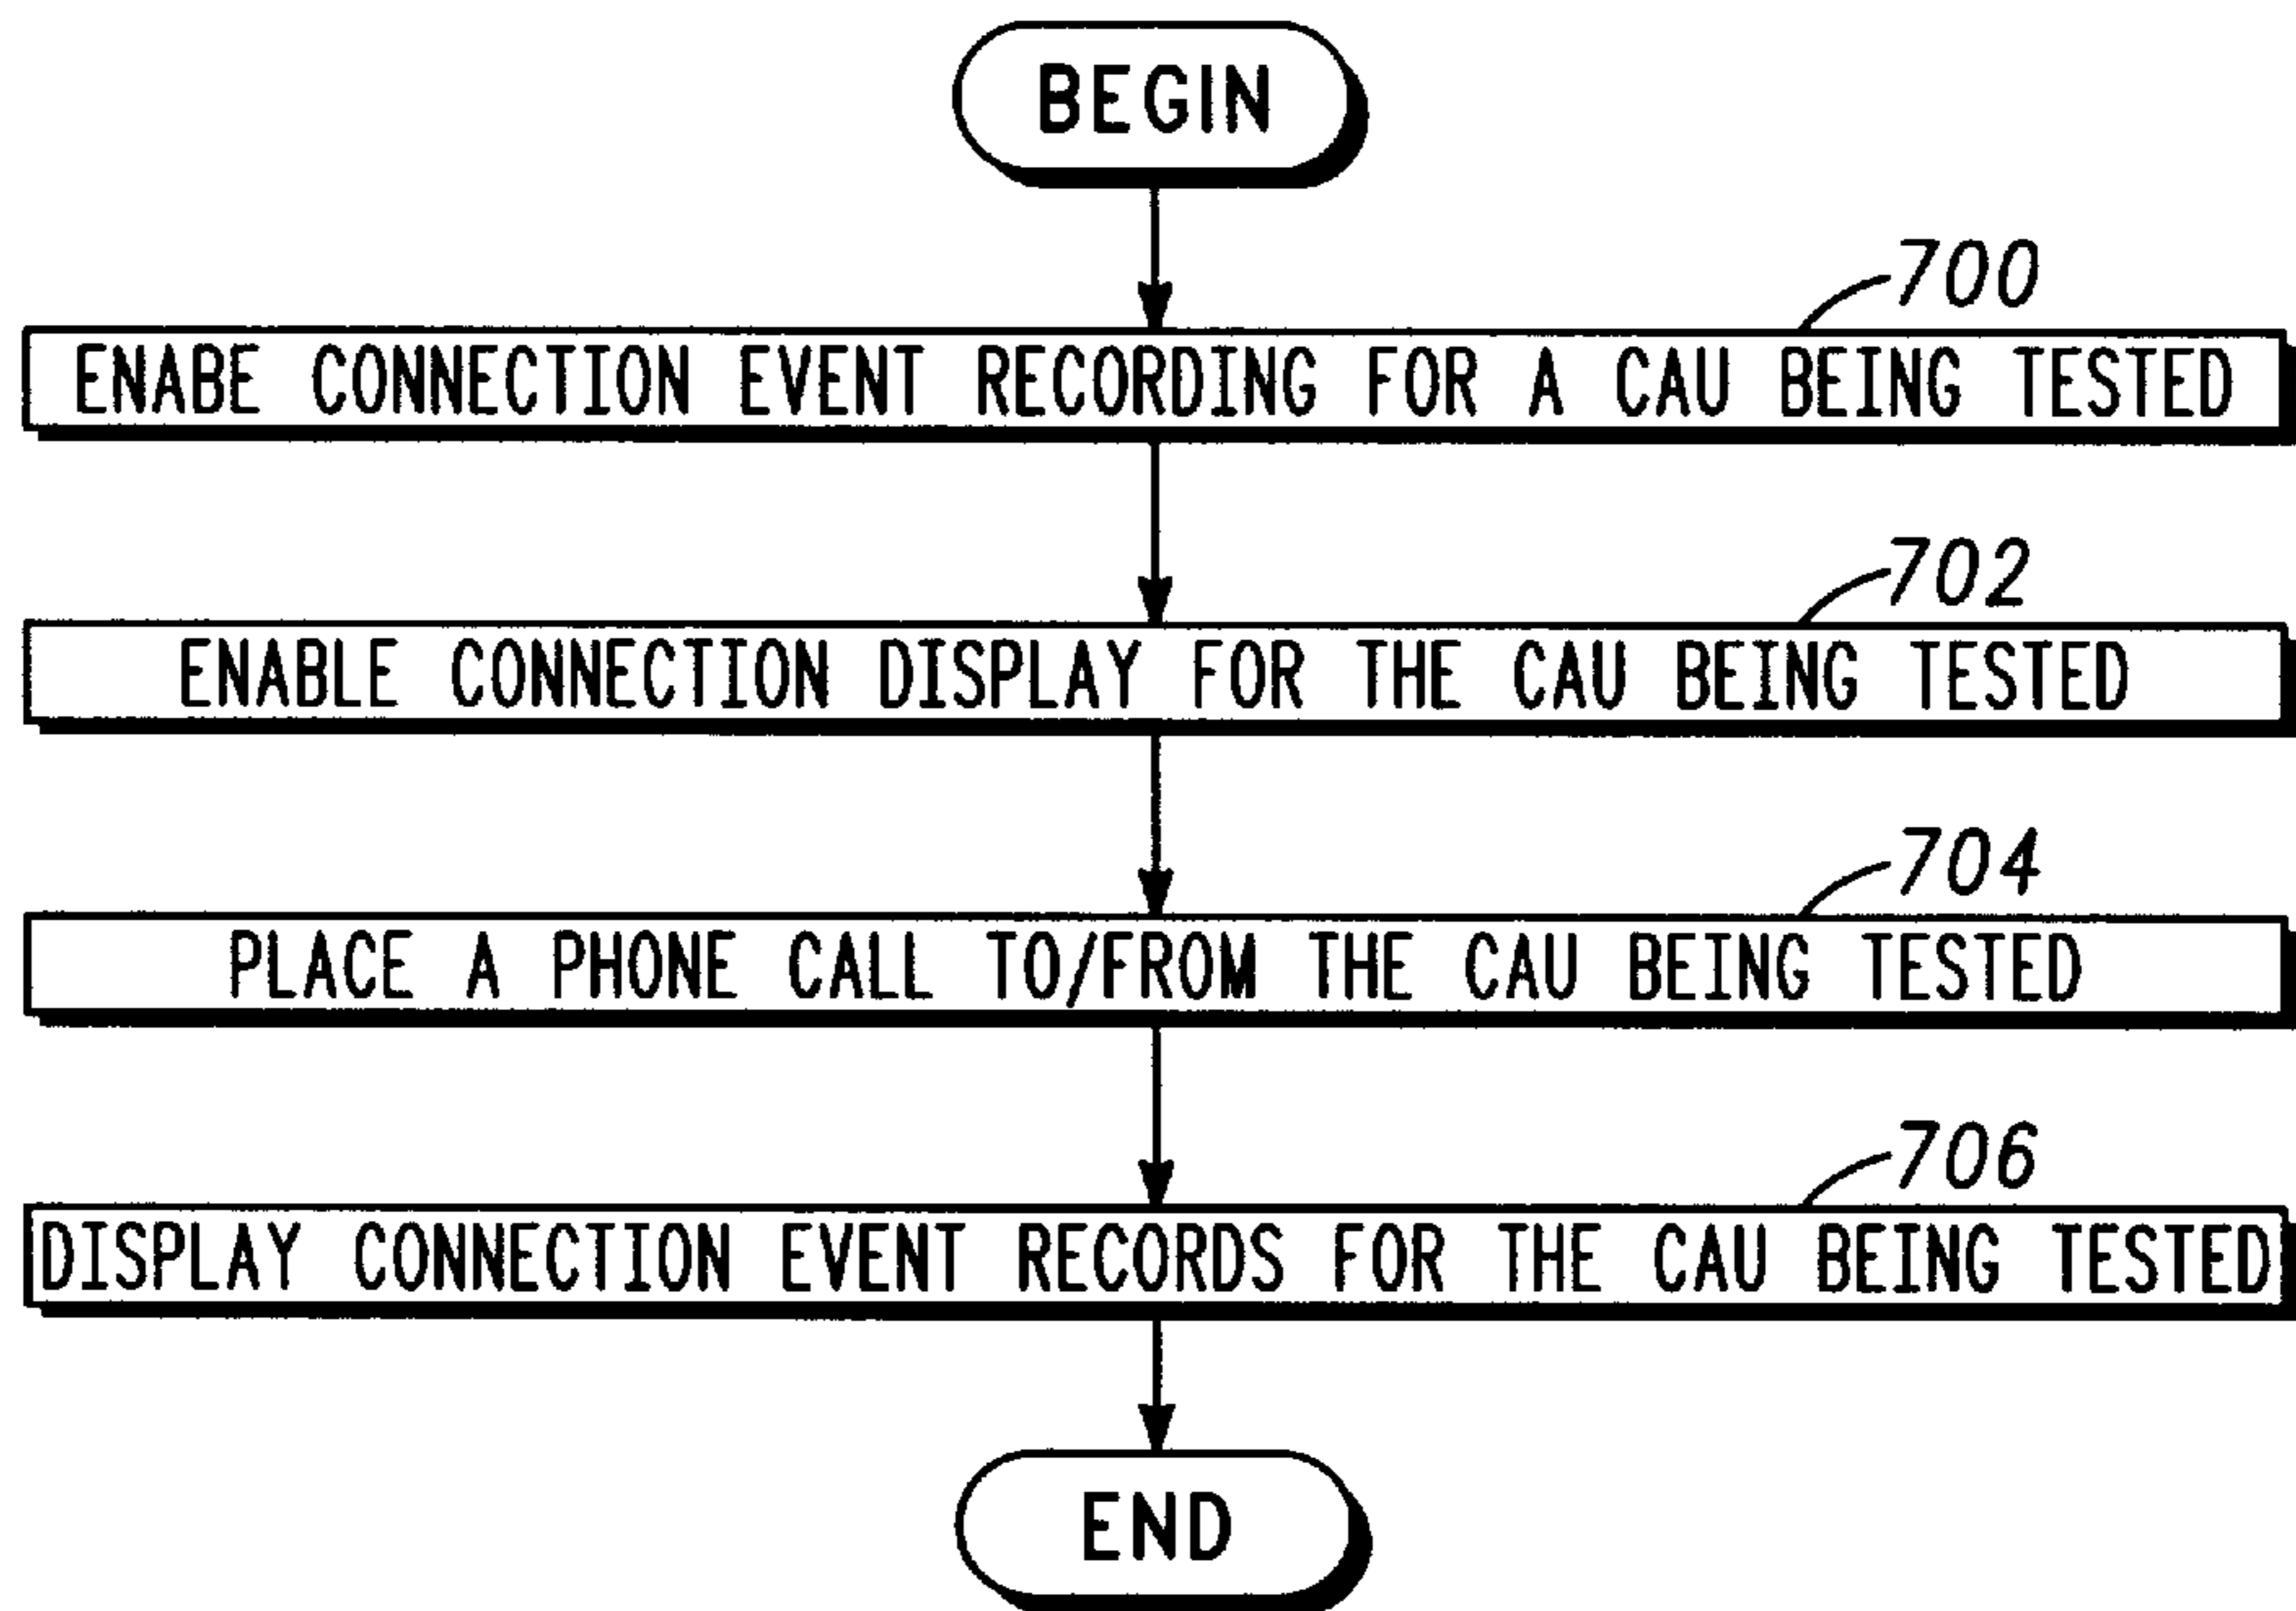 BEGIN
700
ENABE CONNECTION EVENT RECORDING FOR A CAU BEING TESTED
702
ENABLE CONNECTION DISPLAY FOR THE CAU BEING TESTED
704
PLACE A PHONE CALL TO/FROM THE CAU BEING TESTED
706
DISPLAY CONNECTION EVENT RECORDS FOR THE CAU BEING TESTED
END